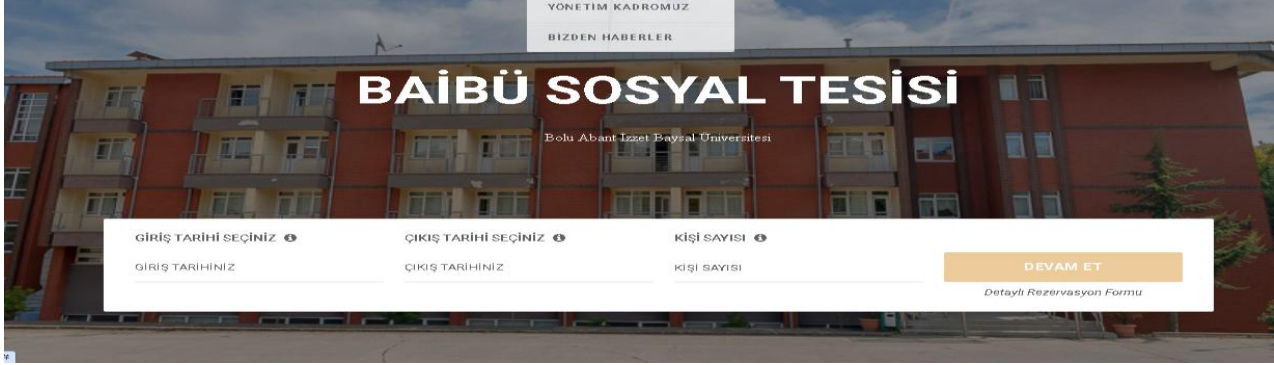 YÖNETİM KADROMUZ
BİZDEN HABERLER
BAİBÜ SOSYAL TESİSİ
Bolu Abant İzzet Baysal Üniversitesi
GİRİŞ TARİHİ SEÇİNİZ
ÇIKIŞ TARİHİ SEÇİNİZ
KİŞİ SAYISI
GİRİŞ TARİHİNİZ
ÇIKIŞ TARİHİNİZ
KİŞİ SAYISI
DEVAM ET
Detaylı Rezervasyon Formu